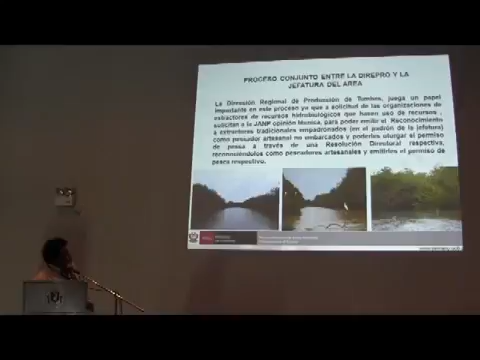 PROCESO CONJUNTO ENTRE LA DIREPRO Y LA
JEFATURA DEL AREA
La Dirección Regional de Producción de Tumbes, juega un papel
importante en este proceso ya que a solicitud de las organizaciones de
extractores de recursos hidrobiológicos que hacen uso de recursos ,
solicitan a la JANP opinión técnica, para poder emitir el Reconocimiento
a extractores tradicionales empadronados (en el padrón de la jefatura)
como pescador artesanal no embarcados y poderles otorgar el permiso
de pesca a través de una Resolución Directoral respectiva,
reconociéndolos como pescadores artesanales y emitirles el permiso de
pesca respectivo.
PERÚ